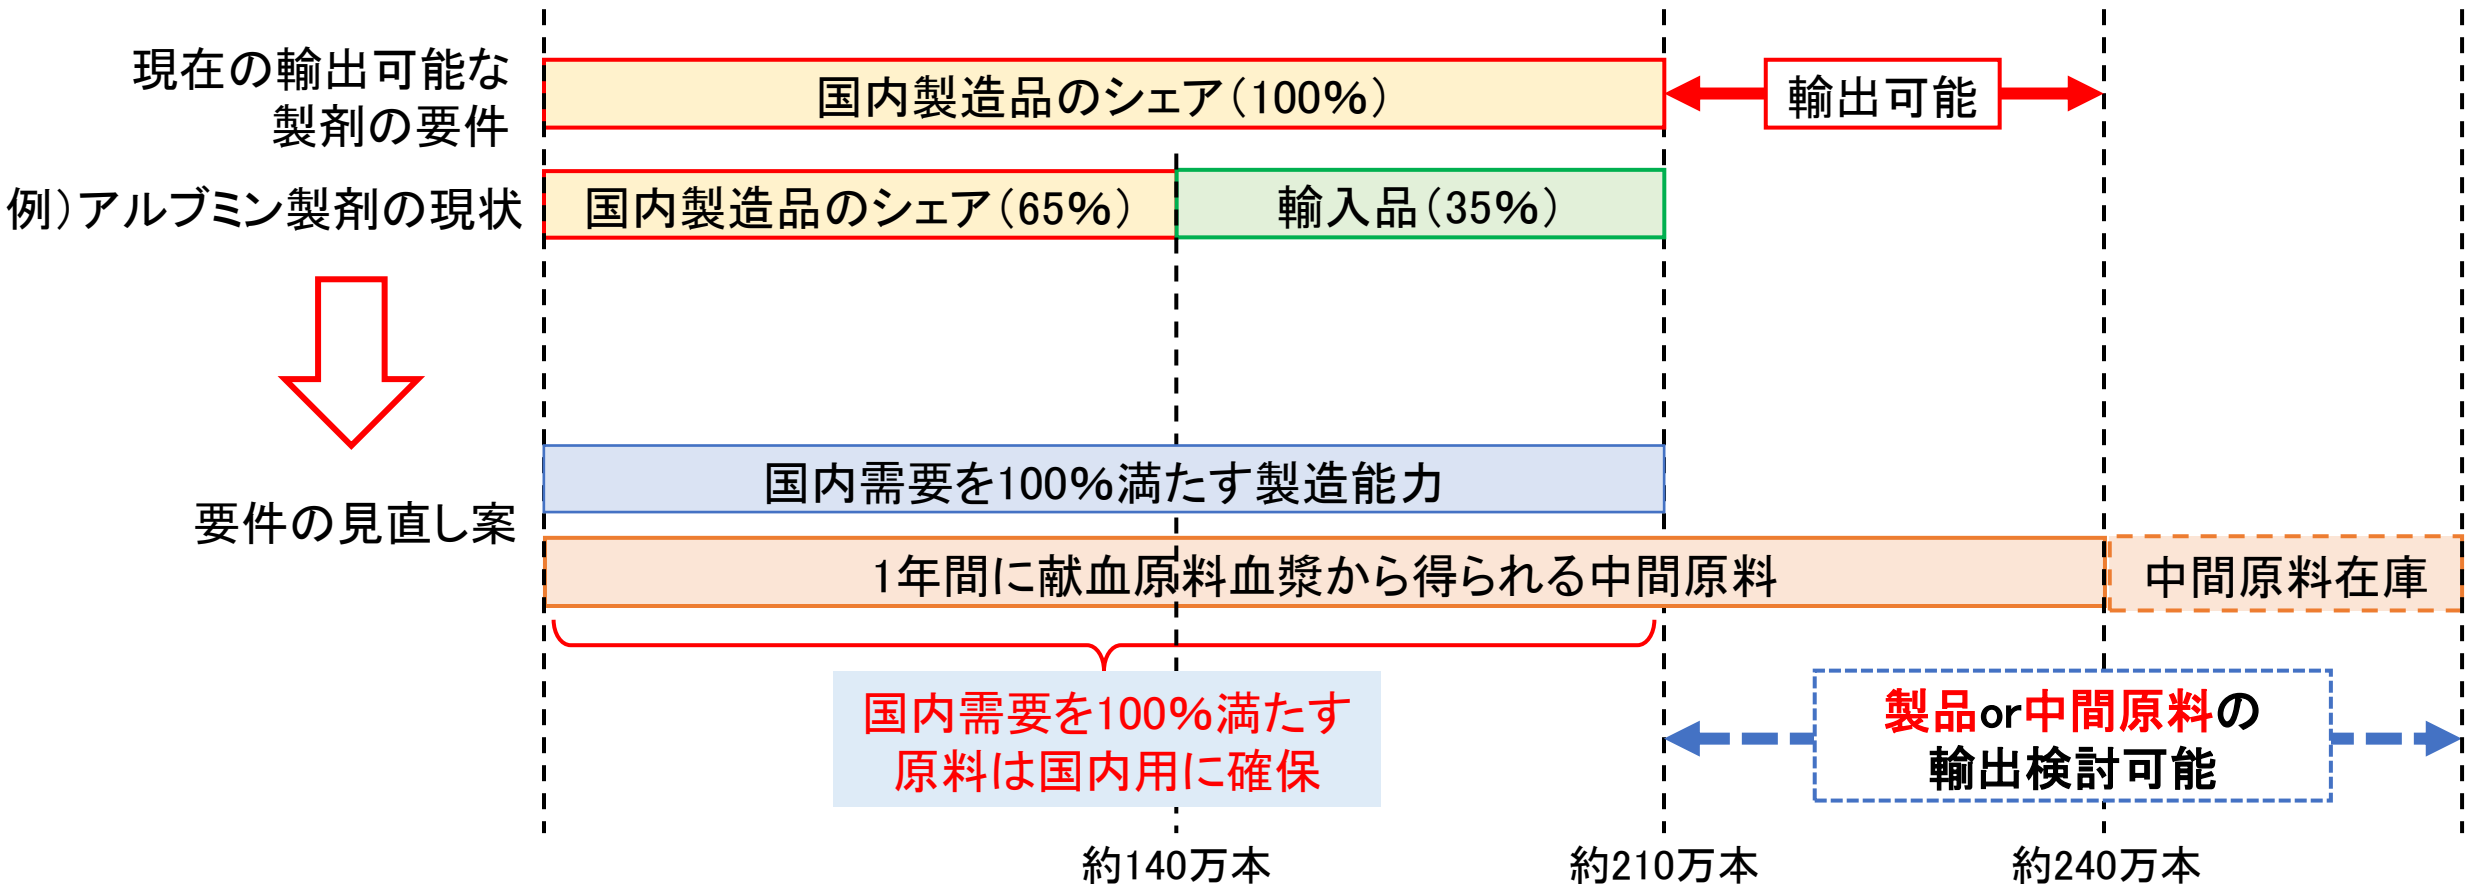 現在の輸出可能な
製剤の要件
国内製造品のシェア(100%)
輸出可能
例)アルブミン製剤の現状
国内製造品のシェア(65%)
輸入品(35%)
要件の見直し案
国内需要を100%満たす製造能力
1年間に献血原料血漿から得られる中間原料
中間原料在庫
国内需要を100%満たす
原料は国内用に確保
製品or中間原料の
輸出検討可能
約140万本
約210万本
約240万本